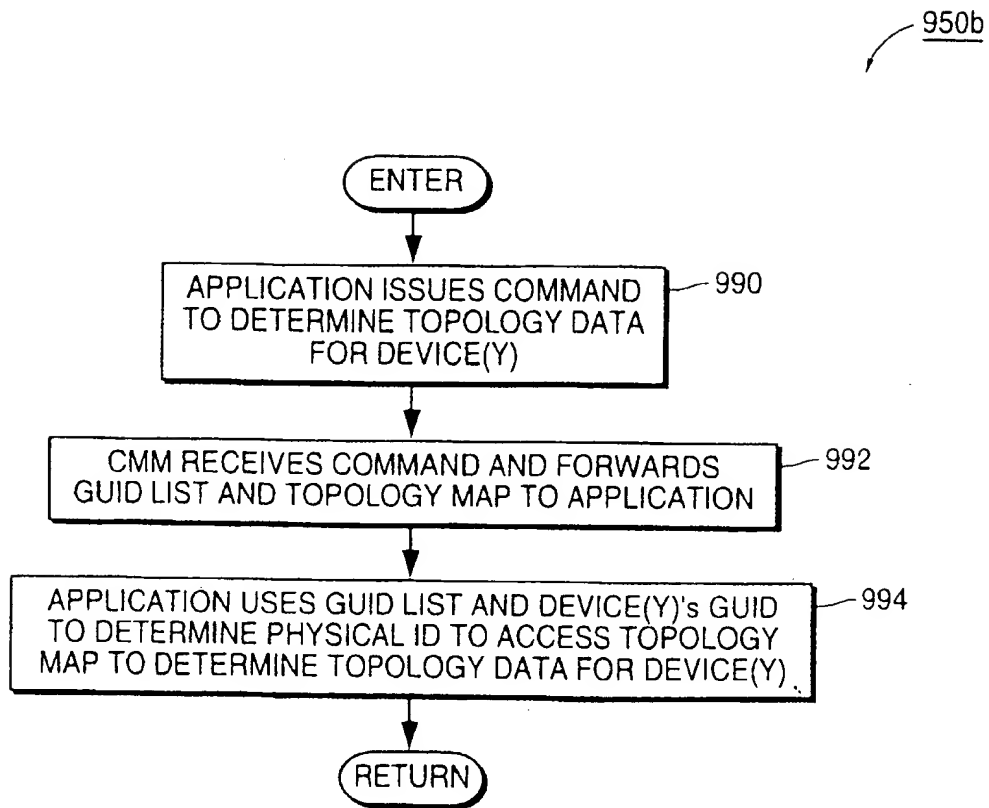 950b
ENTER
APPLICATION ISSUES COMMAND
TO DETERMINE TOPOLOGY DATA
FOR DEVICE(Y)
990
CMM RECEIVES COMMAND AND FORWARDS
GUID LIST AND TOPOLOGY MAP TO APPLICATION
992
APPLICATION USES GUID LIST AND DEVICE(Y)'s GUID
TO DETERMINE PHYSICAL ID TO ACCESS TOPOLOGY
MAP TO DETERMINE TOPOLOGY DATA FOR DEVICE(Y)
994
RETURN